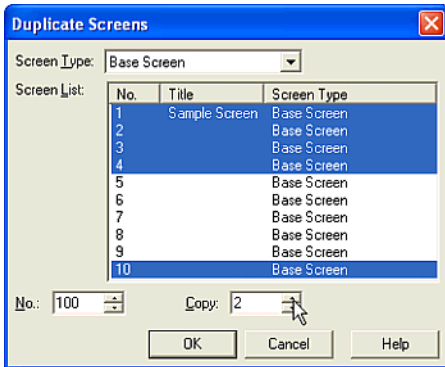 Duplicate Screens
Screen Type: Base Screen
Screen List:
No. Title Screen Type
1 Sample Screen Base Screen
2 Base Screen
3 Base Screen
4 Base Screen
5 Base Screen
6 Base Screen
7 Base Screen
8 Base Screen
9 Base Screen
10 Base Screen
No.: 100 Copy: 2
OK Cancel Help